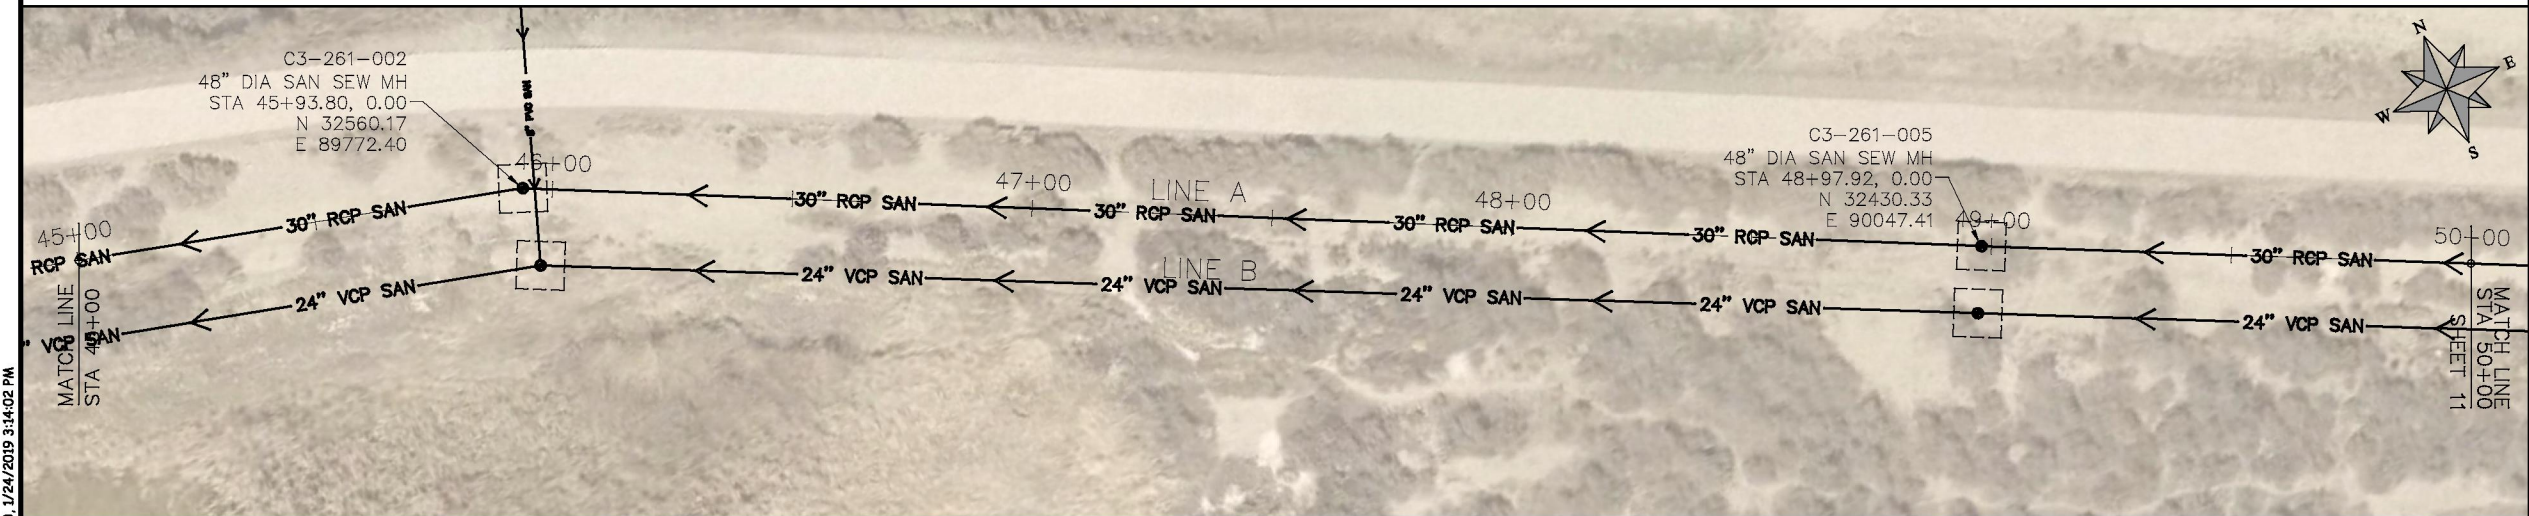 C3-261-002
48" DIA SAN SEW MH
STA 45+93.80, 0.00
N 32560.17
E 89772.40
8" PVC SAN
46+00
C3-261-005
48" DIA SAN SEW MH
STA 48+97.92, 0.00
N 32430.33
E 90047.41
N
E
W
S
45+00
47+00
LINE A
48+00
49+00
50+00
RCP SAN
30" RCP SAN
30" RCP SAN
30" RCP SAN
30" RCP SAN
30" RCP SAN
30" RCP SAN
LINE B
" VCP SAN
24" VCP SAN
24" VCP SAN
24" VCP SAN
24" VCP SAN
24" VCP SAN
24" VCP SAN
MATCH LINE
STA 45+00
MATCH LINE
STA 50+00
SHEET 11
, 1/24/2019 3:14:02 PM